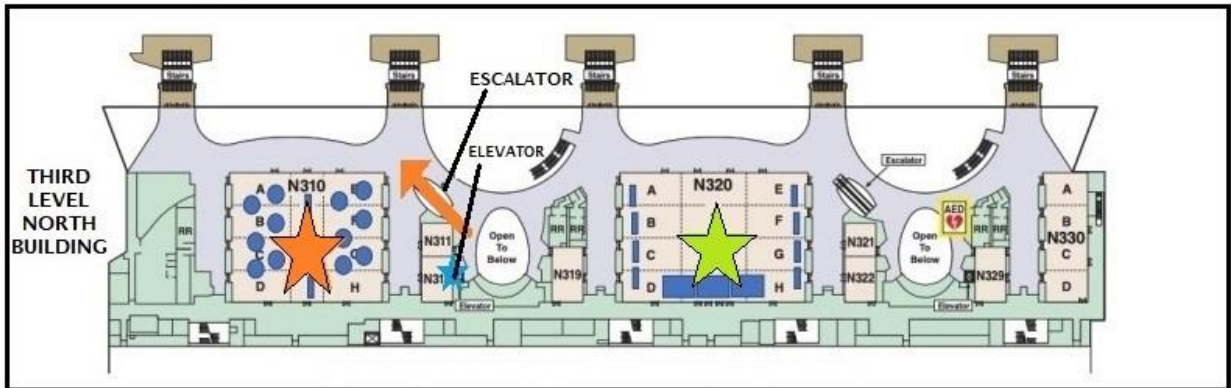 Stairs
Stairs
Stairs
Stairs
Stairs
ESCALATOR
ELEVATOR
Escalator
THIRD
LEVEL
NORTH
BUILDING
A N310
B
C
D H
RR
N311
Open
To
Below
RR RR
N319
Elevator
A N320 E
B F
C G
D H
N321
N322
AED
Open
To
Below
RR RR
N329
Elevator
A
B
N330
C
D